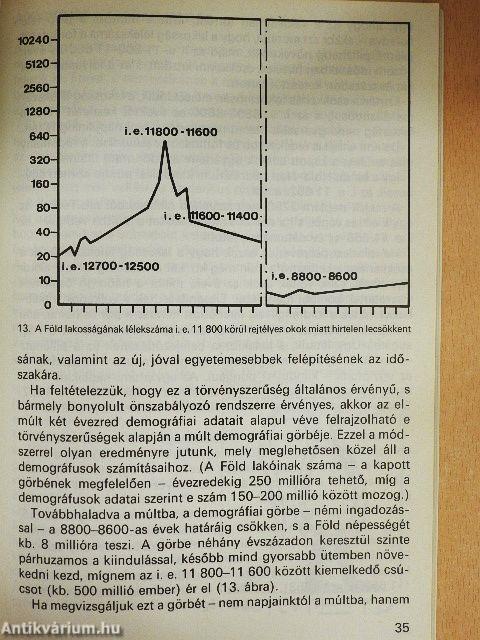 10240
5120
2560
1280
640
320
160
80
40
20
10
0
i.e. 11800-11600
i.e. 11600-11400
i.e. 12700-12500
i.e. 8800-8600
13. A Föld lakosságának lélekszáma i. e. 11 800 körül rejtélyes okok miatt hirtelen lecsökkent
sának, valamint az új, jóval egyetemesebbek felépítésének az idő-
szakára.
Ha feltételezzük, hogy ez a törvényszerűség általános érvényű, s
bármely bonyolult önszabályozó rendszerre érvényes, akkor az el-
múlt két évezred demográfiai adatait alapul véve felrajzolható e
törvényszerűségek alapján a múlt demográfiai görbéje. Ezzel a mód-
szerrel olyan eredményre jutunk, mely meglehetősen közel áll a
demográfusok számításaihoz. (A Föld lakóinak száma – a kapott
görbének megfelelően – évezredekig 250 millióra tehető, míg a
demográfusok adatai szerint e szám 150–200 millió között mozog.)
Továbbhaladva a múltba, a demográfiai görbe – némi ingadozás-
sal – a 8800–8600-as évek határáig csökken, s a Föld népességét
kb. 8 millióra teszi. A görbe néhány évszázadon keresztül szinte
párhuzamos a kiindulással, később mind gyorsabb ütemben növe-
kedni kezd, mígnem az i. e. 11 800–11 600 között kiemelkedő csú-
csot (kb. 500 millió ember) ér el (13. ábra).
Ha megvizsgáljuk ezt a görbét – nem napjainktól a múltba, hanem
35
Antikvárium.hu